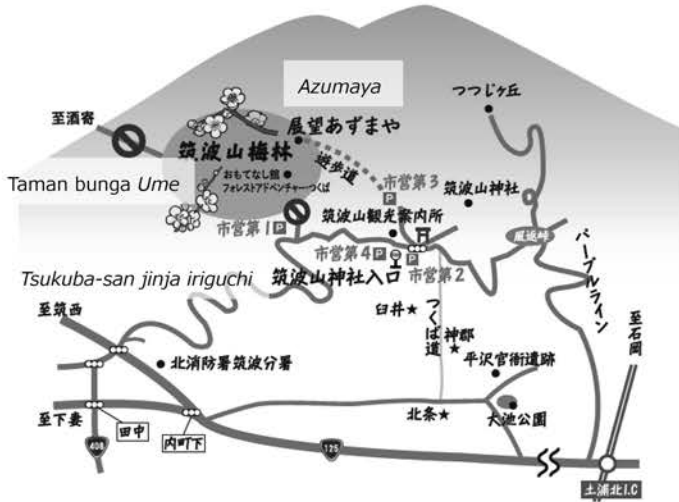 Azumaya
つつじヶ丘
至酒寄
展望あずまや
筑波山梅林
遊歩道
おもてなし館
フォレストアドベンチャー・つくば
市営第3
P
筑波山神社
Taman bunga Ume
市営第1 P
筑波山観光案内所
風返峠
パープルライン
市営第4 P
P
市営第2
Tsukuba-san jinja iriguchi
筑波山神社入口
至筑西
臼井★
つくば道
神郡
★
至石岡
北消防署筑波分署
平沢官衙遺跡
至下妻
田中
内町下
北条★
大池公園
408
125
土浦北I.C